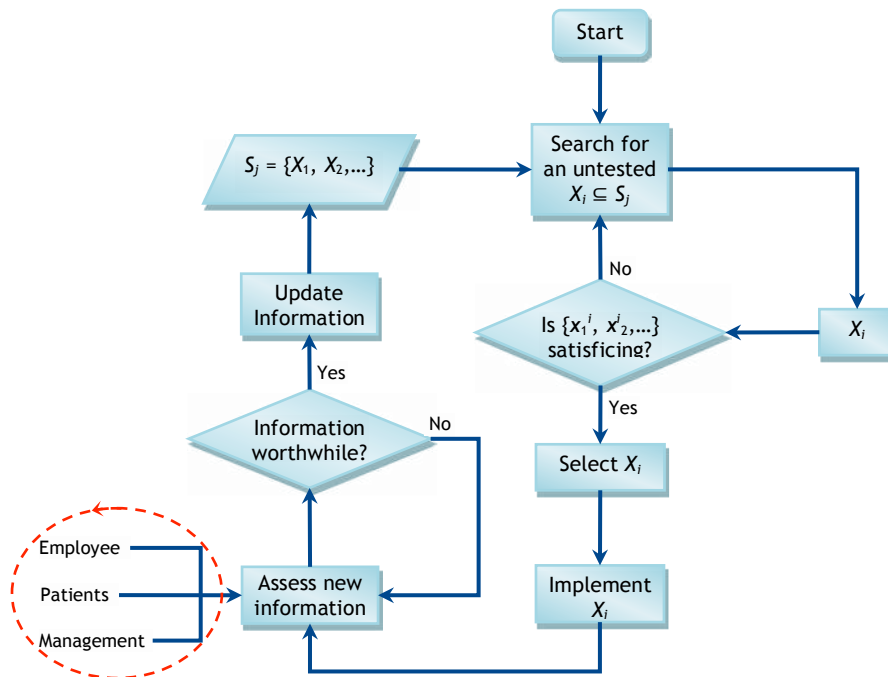 Start
Search for
an untested
Xᵢ ⊆ Sⱼ
Sⱼ = {X₁, X₂,...}
No
Update
Information
Is {x₁ⁱ, xⁱ₂,...}
satisficing?
Xᵢ
Yes
Yes
Information
worthwhile?
No
Select Xᵢ
Employee
Patients
Management
Assess new
information
Implement
Xᵢ